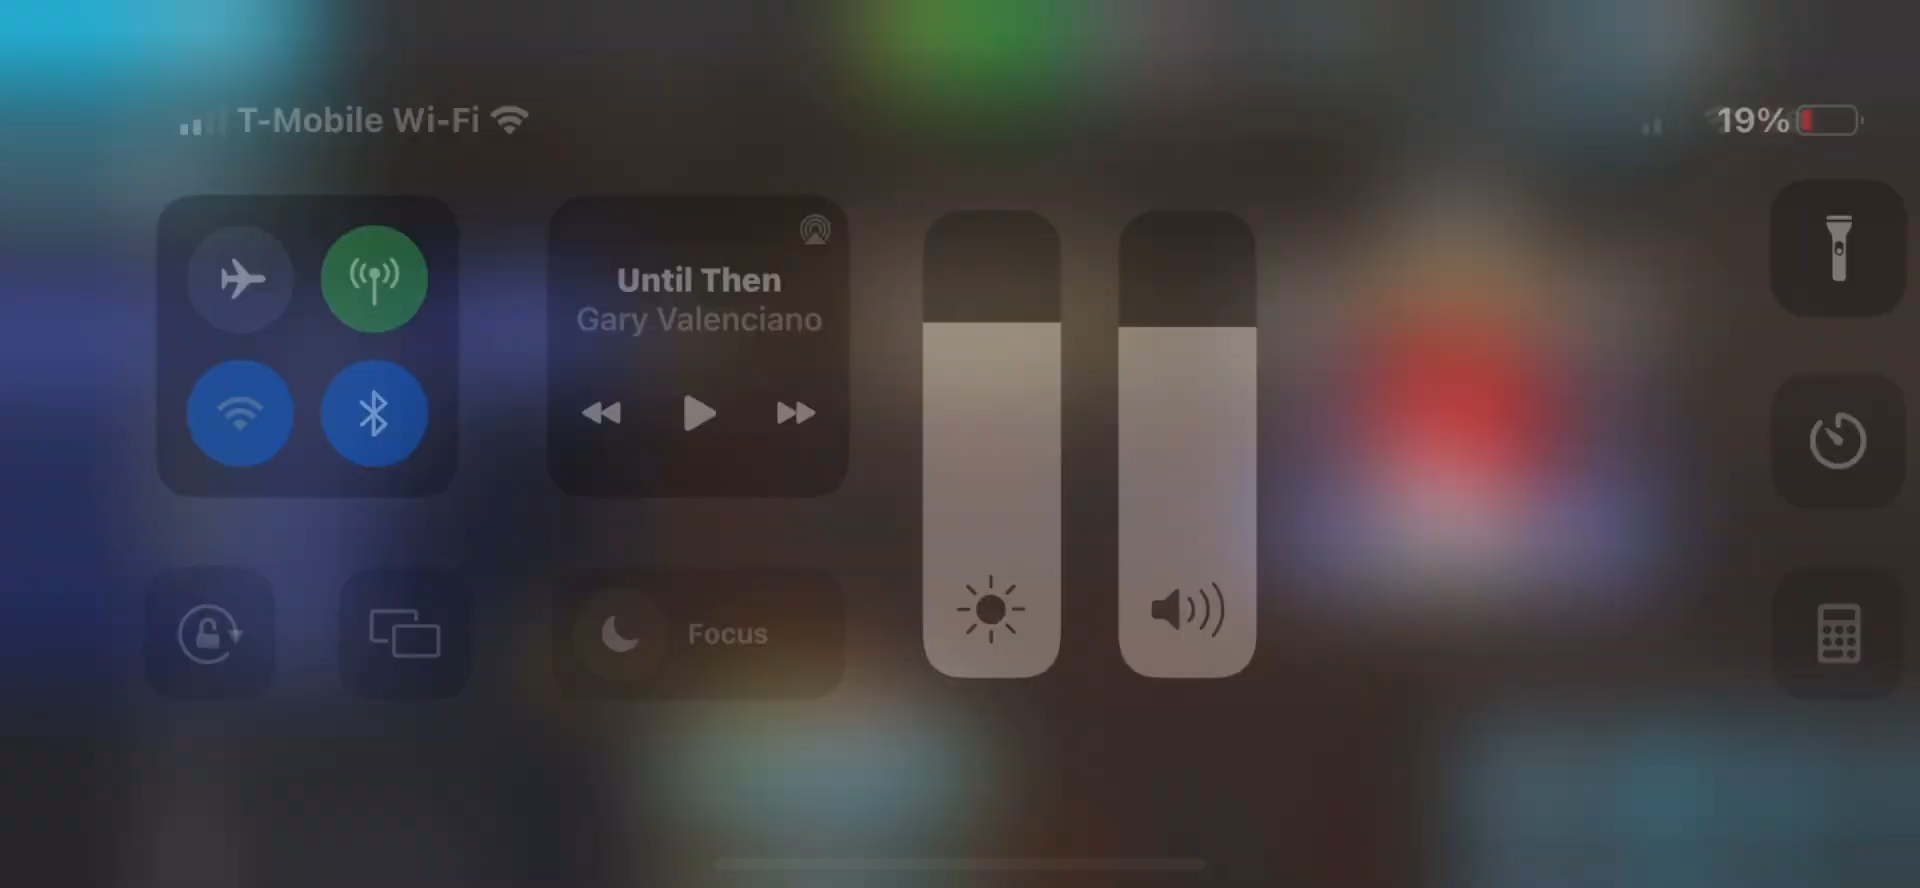 T-Mobile Wi-Fi
19%
Until Then
Gary Valenciano
Focus